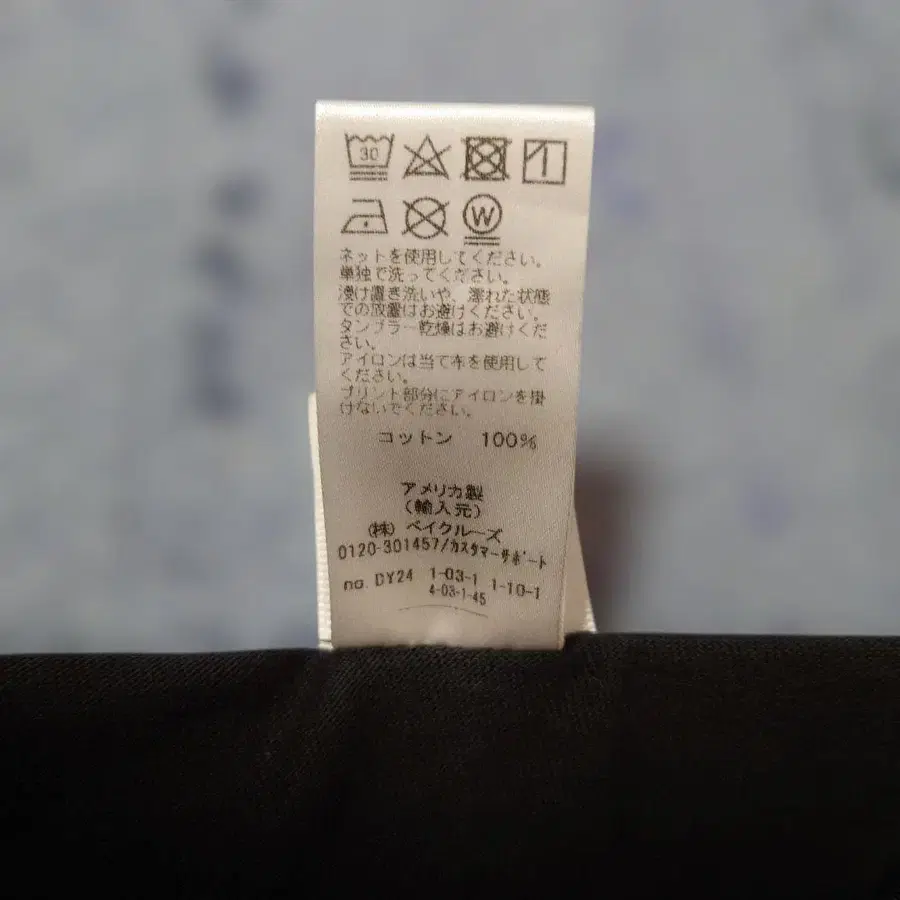 30
W
ネットを使用してください。
単独で洗ってください。
浸け置き洗いや、濡れた状態
での放置はお避けください。
タンブラー乾燥はお避けくだ
さい。
アイロンは当て布を使用して
ください。
プリント部分にアイロンを掛
けないでください。
コットン 100%
アメリカ製
(輸入元)
(株) ベイクルーズ
0120-301457/カスタマーサポート
no. DY24 1-03-1 1-10-1
4-03-1-45